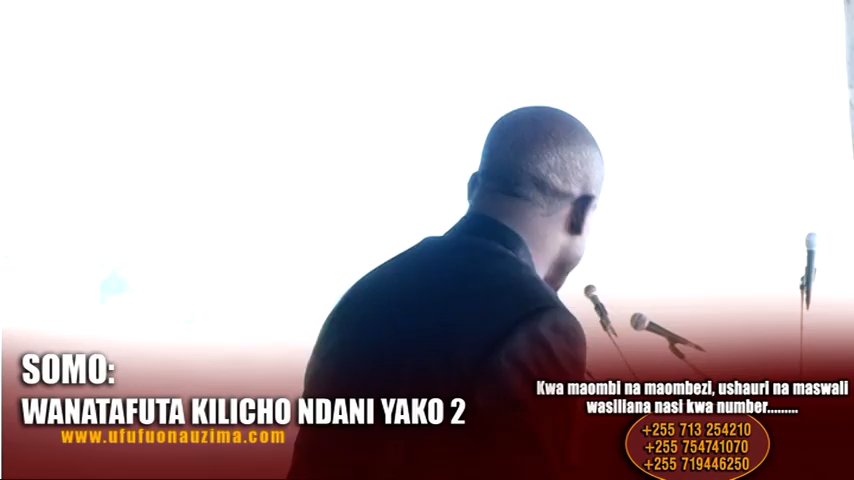 SOMO:
WANATAFUTA KILICHO NDANI YAKO 2
www.ufufuonauzima.com
Kwa maombi na maombezi, ushauri na maswali
wasiliana nasi kwa number.........
+255 713 254210
+255 754741070
+255 719446250